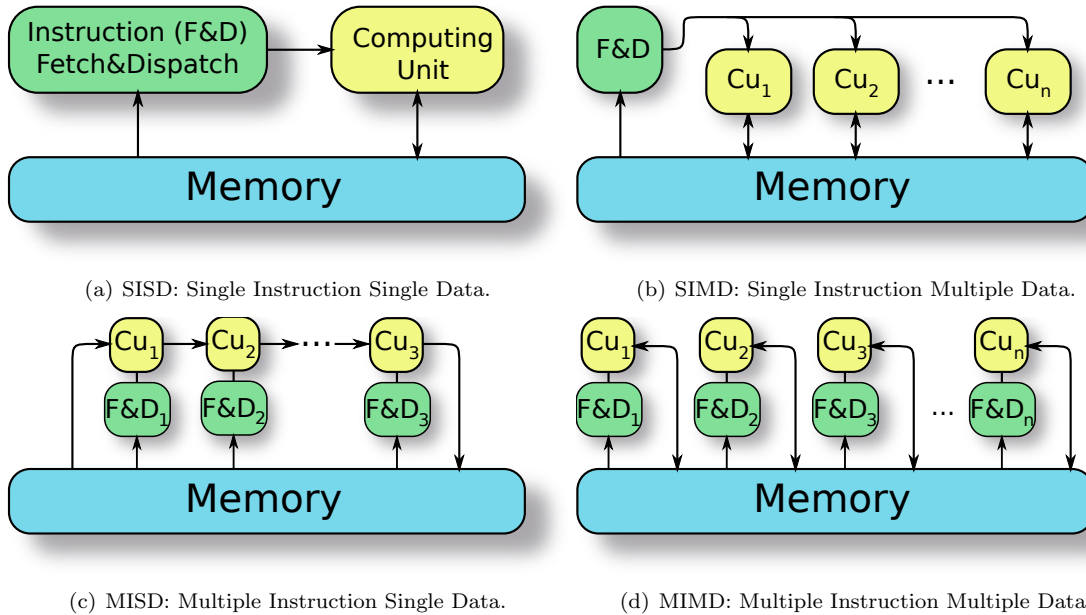 Instruction (F&D)
Fetch&Dispatch
Computing
Unit
Memory
(a) SISD: Single Instruction Single Data.
F&D
Cu1
Cu2
...
Cun
Memory
(b) SIMD: Single Instruction Multiple Data.
Cu1
Cu2
...
Cu3
F&D1
F&D2
F&D3
Memory
(c) MISD: Multiple Instruction Single Data.
Cu1
Cu2
Cu3
Cun
F&D1
F&D2
F&D3
...
F&Dn
Memory
(d) MIMD: Multiple Instruction Multiple Data